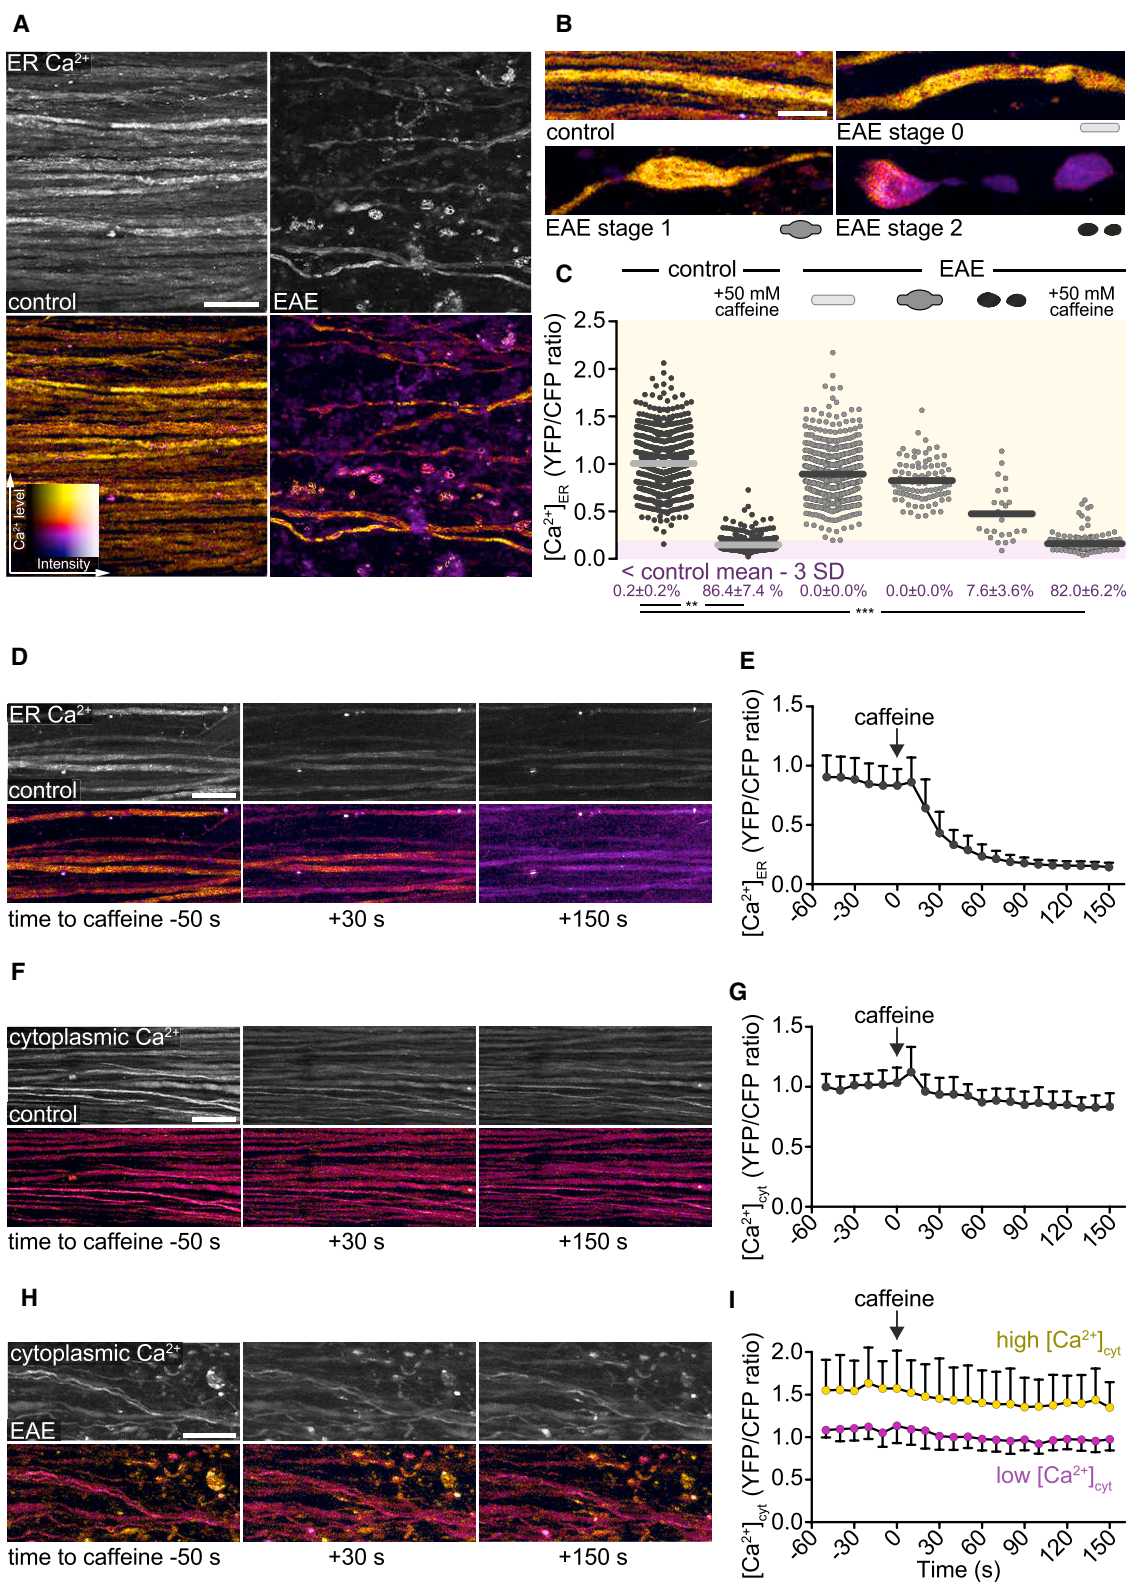 A
ER Ca²⁺
control
EAE
Ca²⁺ level
Intensity
B
control
EAE stage 0
EAE stage 1
EAE stage 2
C
control
EAE
+50 mM
caffeine
+50 mM
caffeine
[Ca²⁺]ER (YFP/CFP ratio)
2.5
2.0
1.5
1.0
0.5
0.0
< control mean - 3 SD
0.2±0.2% 86.4±7.4 % 0.0±0.0% 0.0±0.0% 7.6±3.6% 82.0±6.2%
**
***
D
ER Ca²⁺
control
time to caffeine -50 s
+30 s
+150 s
E
caffeine
[Ca²⁺]ER (YFP/CFP ratio)
1.5
1.0
0.5
0.0
-60 -30 0 30 60 90 120 150
F
cytoplasmic Ca²⁺
control
time to caffeine -50 s
+30 s
+150 s
G
caffeine
[Ca²⁺]cyt (YFP/CFP ratio)
1.5
1.0
0.5
0.0
-60 -30 0 30 60 90 120 150
H
cytoplasmic Ca²⁺
EAE
time to caffeine -50 s
+30 s
+150 s
I
caffeine
[Ca²⁺]cyt (YFP/CFP ratio)
2.0
1.5
1.0
0.5
0.0
high [Ca²⁺]cyt
low [Ca²⁺]cyt
-60 -30 0 30 60 90 120 150
Time (s)